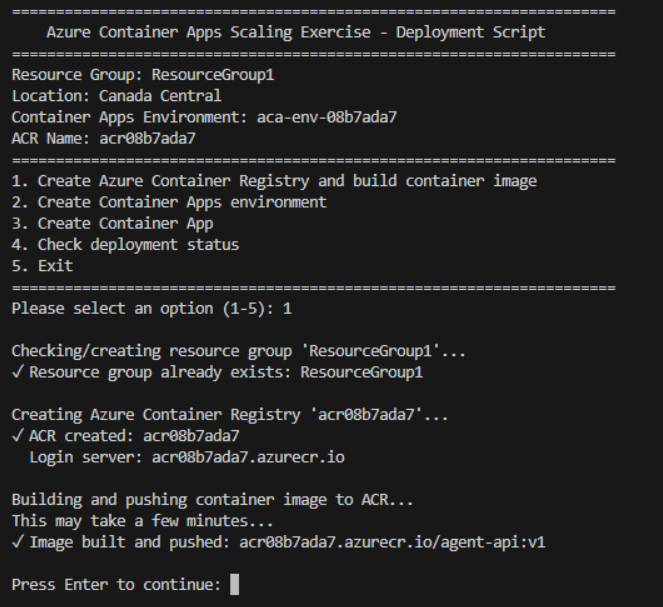 =====================================================================
    Azure Container Apps Scaling Exercise - Deployment Script
=====================================================================
Resource Group: ResourceGroup1
Location: Canada Central
Container Apps Environment: aca-env-08b7ada7
ACR Name: acr08b7ada7
=====================================================================
1. Create Azure Container Registry and build container image
2. Create Container Apps environment
3. Create Container App
4. Check deployment status
5. Exit
=====================================================================
Please select an option (1-5): 1

Checking/creating resource group 'ResourceGroup1'...
✓ Resource group already exists: ResourceGroup1

Creating Azure Container Registry 'acr08b7ada7'...
✓ ACR created: acr08b7ada7
  Login server: acr08b7ada7.azurecr.io

Building and pushing container image to ACR...
This may take a few minutes...
✓ Image built and pushed: acr08b7ada7.azurecr.io/agent-api:v1

Press Enter to continue: